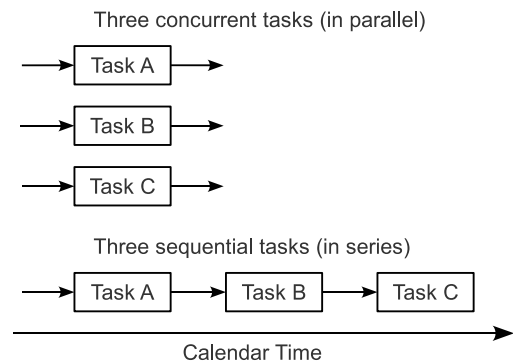 Three concurrent tasks (in parallel)
Task A
Task B
Task C
Three sequential tasks (in series)
Task A Task B Task C
Calendar Time